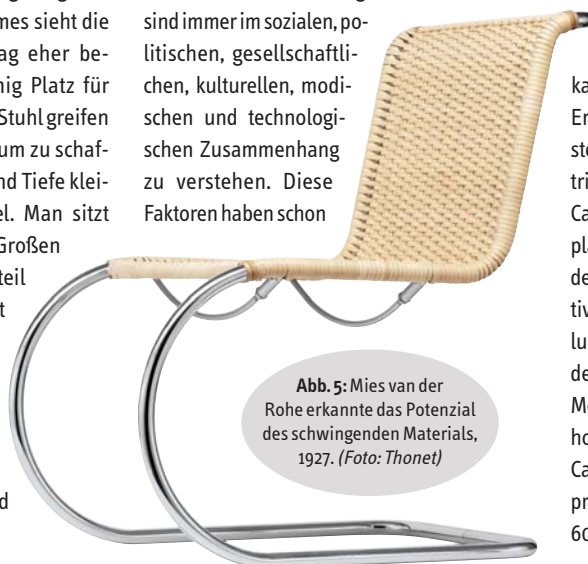 mes sieht die
ag eher be-
nig Platz für
Stuhl greifen
um zu schaf-
nd Tiefe klei-
el. Man sitzt
Großen
teil
t
d
sind immer im sozialen, po-
litischen, gesellschaftli-
chen, kulturellen, modi-
schen und technologi-
schen Zusammenhang
zu verstehen. Diese
Faktoren haben schon
Abb. 5: Mies van der
Rohe erkannte das Potenzial
des schwingenden Materials,
1927. (Foto: Thonet)
ka
Er
ste
tri
Ca
pla
de
tiv
lu
de
Me
ho
Ca
pr
60